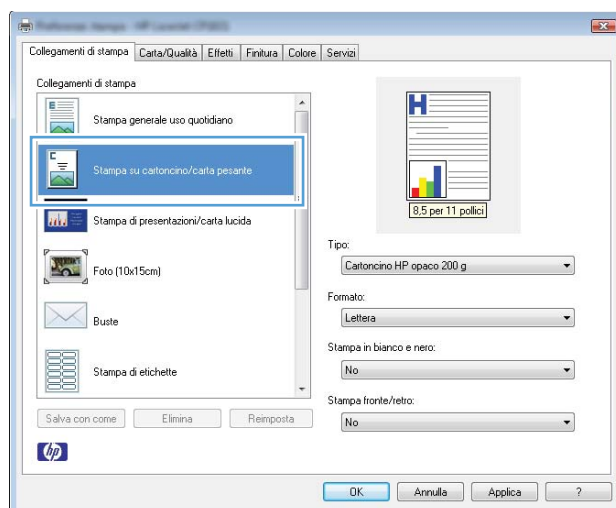 Collegamenti di stampa
Carta/Qualità
Effetti
Finitura
Colore
Servizi
Collegamenti di stampa
Stampa generale uso quotidiano
Stampa su cartoncino/carta pesante
Stampa di presentazioni/carta lucida
Foto (10x15cm)
Buste
Stampa di etichette
Salva con come
Elimina
Reimposta
hp
H
8,5 per 11 pollici
Tipo:
Cartoncino HP opaco 200 g
Formato:
Lettera
Stampa in bianco e nero:
No
Stampa fronte/retro:
No
OK
Annulla
Applica
?